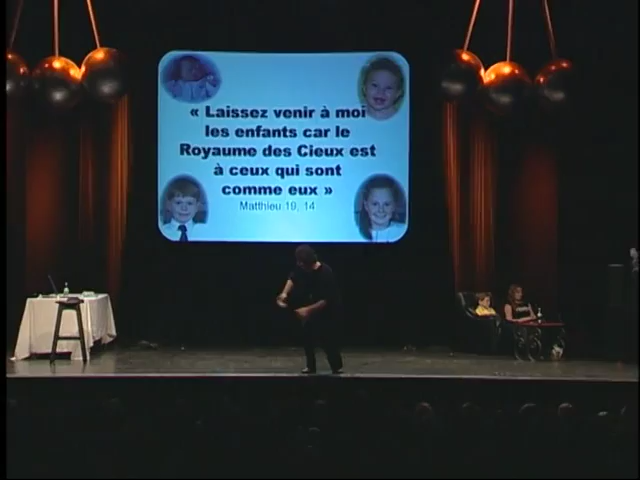 « Laissez venir à moi
les enfants car le
Royaume des Cieux est
à ceux qui sont
comme eux »
Matthieu 19, 14